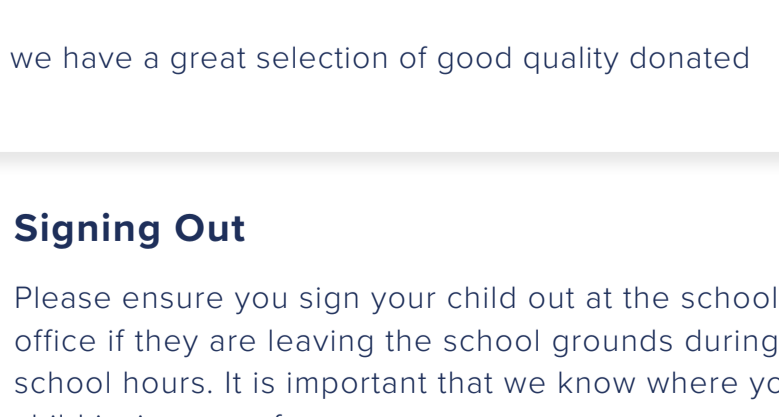 we have a great selection of good quality donated
Signing Out
Please ensure you sign your child out at the school
office if they are leaving the school grounds during
school hours. It is important that we know where